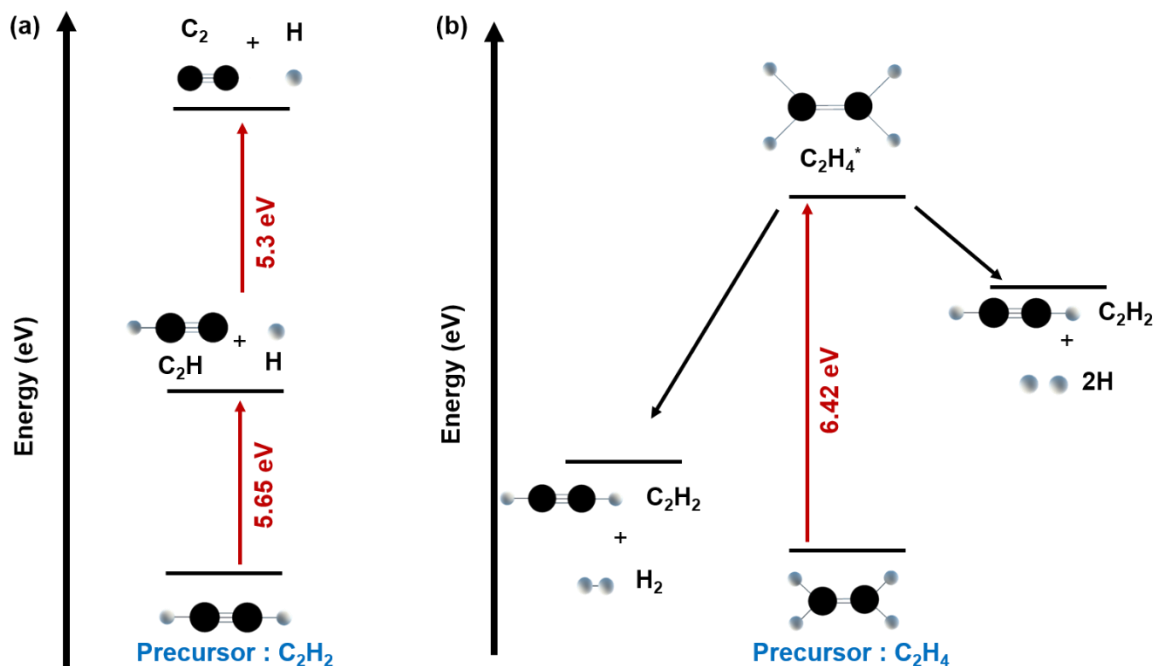 (a)
Energy (eV)
C₂ + H
5.3 eV
+
C₂H H
5.65 eV
Precursor : C₂H₂
(b)
Energy (eV)
C₂H₄*
6.42 eV
C₂H₂
+
2H
C₂H₂
+
H₂
Precursor : C₂H₄